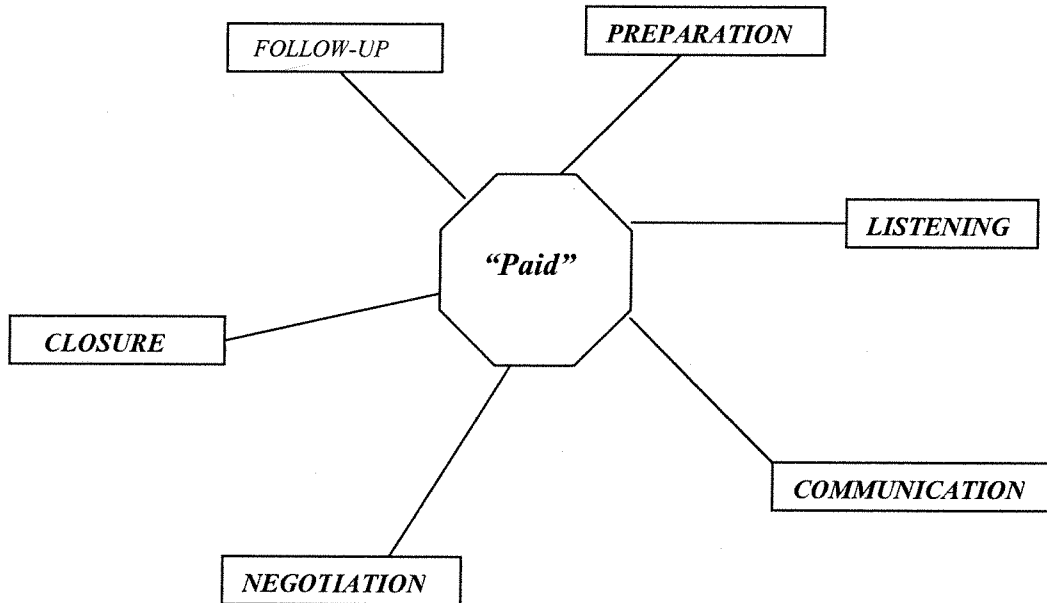 FOLLOW-UP
PREPARATION
LISTENING
“Paid”
CLOSURE
COMMUNICATION
NEGOTIATION